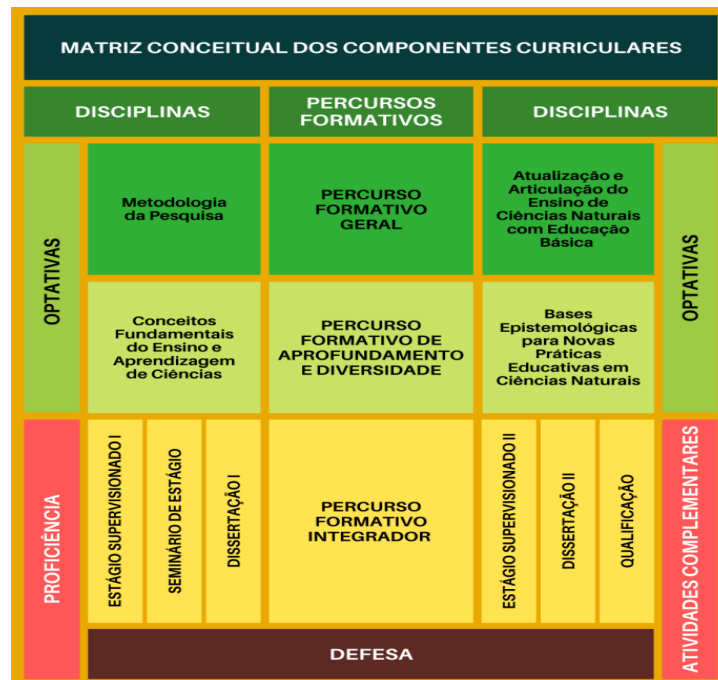 MATRIZ CONCEITUAL DOS COMPONENTES CURRICULARES
DISCIPLINAS
PERCURSOS
FORMATIVOS
DISCIPLINAS
OPTATIVAS
Metodologia
da Pesquisa
PERCURSO
FORMATIVO
GERAL
Atualização e
Articulação do
Ensino de
Ciências Naturais
com Educação
Básica
OPTATIVAS
Conceitos
Fundamentais
do Ensino e
Aprendizagem
de Ciências
PERCURSO
FORMATIVO DE
APROFUNDAMENTO
E DIVERSIDADE
Bases
Epistemológicas
para Novas
Práticas
Educativas em
Ciências Naturais
PROFICIÊNCIA
ESTÁGIO SUPERVISIONADO I
SEMINÁRIO DE ESTÁGIO
DISSERTAÇÃO I
PERCURSO
FORMATIVO
INTEGRADOR
ESTÁGIO SUPERVISIONADO II
DISSERTAÇÃO II
QUALIFICAÇÃO
ATIVIDADES COMPLEMENTARES
DEFESA